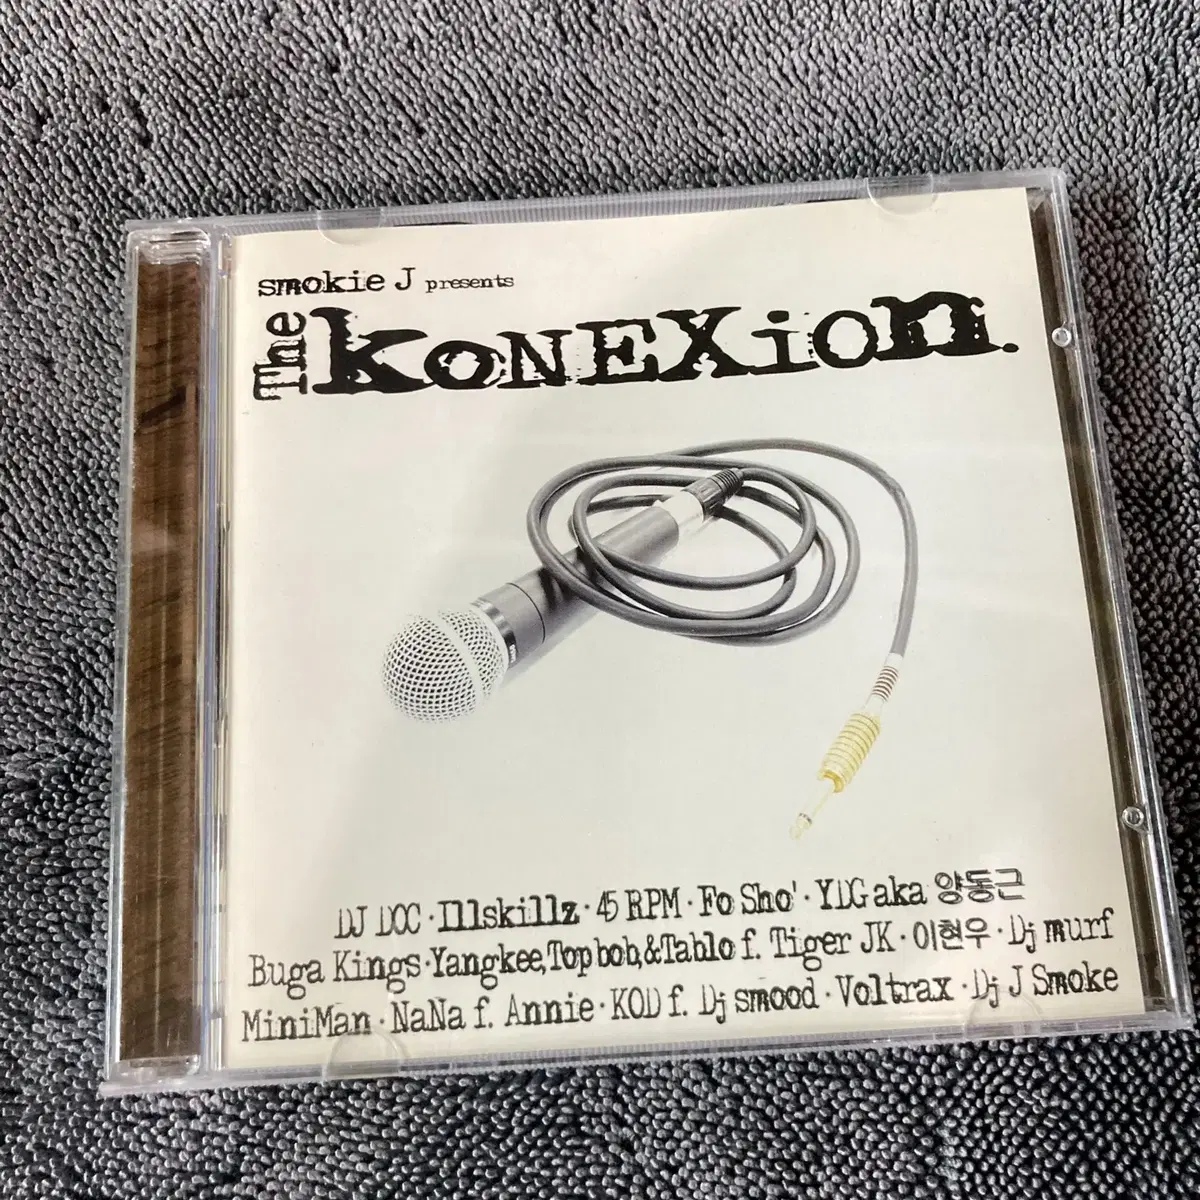 smokie J presents
The KONEXion.
DJ DOC · Illskillz · 45 RPM · Fo Sho' · YDG aka 양동근
Buga Kings · Yangkee, Top bob, & Tablo f. Tiger JK · 이현우 · Dj murf
MiniMan · NaNa f. Annie · KOD f. Dj smood · Voltrax · Dj J Smoke